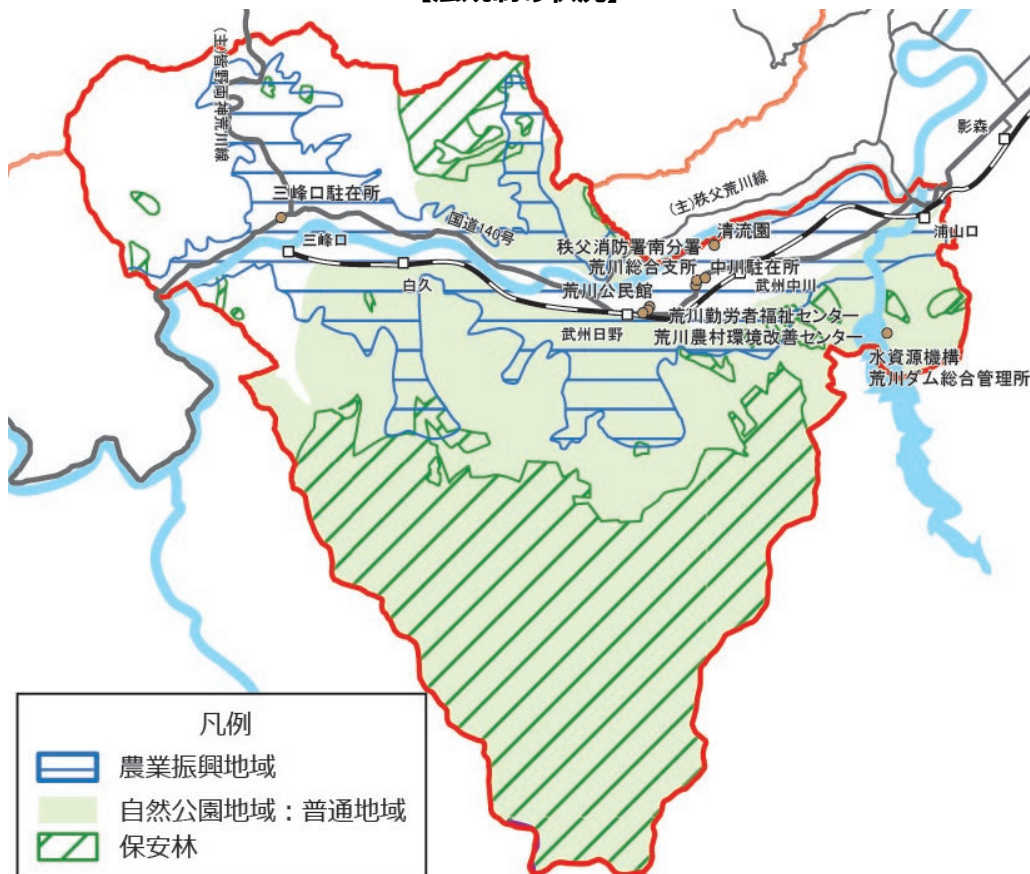 (主)皆野両神荒川線
影森
三峰口駐在所
(主)秩父荒川線
国道140号
清流園
浦山口
三峰口
秩父消防署南分署
荒川総合支所
中川駐在所
白久
荒川公民館
武州中川
荒川勤労者福祉センター
武州日野
荒川農村環境改善センター
水資源機構
荒川ダム総合管理所
凡例
農業振興地域
自然公園地域:普通地域
保安林